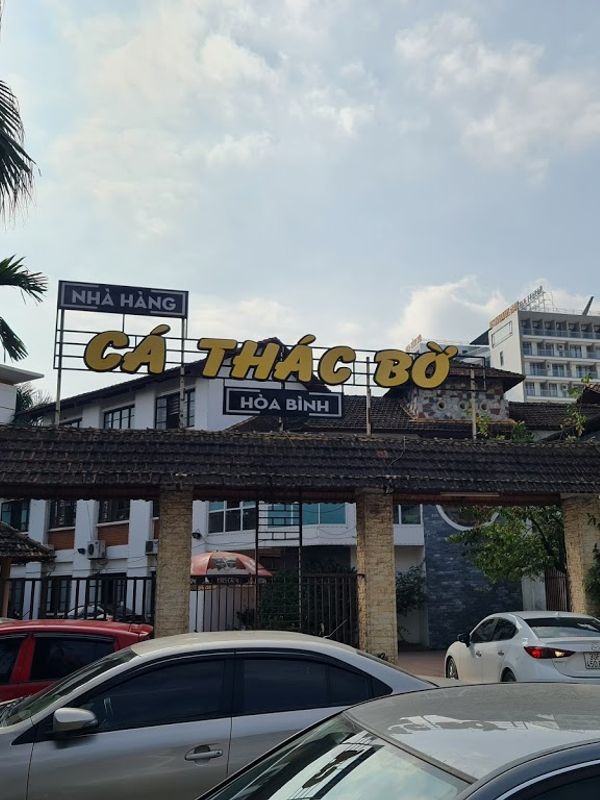 NHÀ HÀNG
CÁ THÁC BỜ
HÒA BÌNH